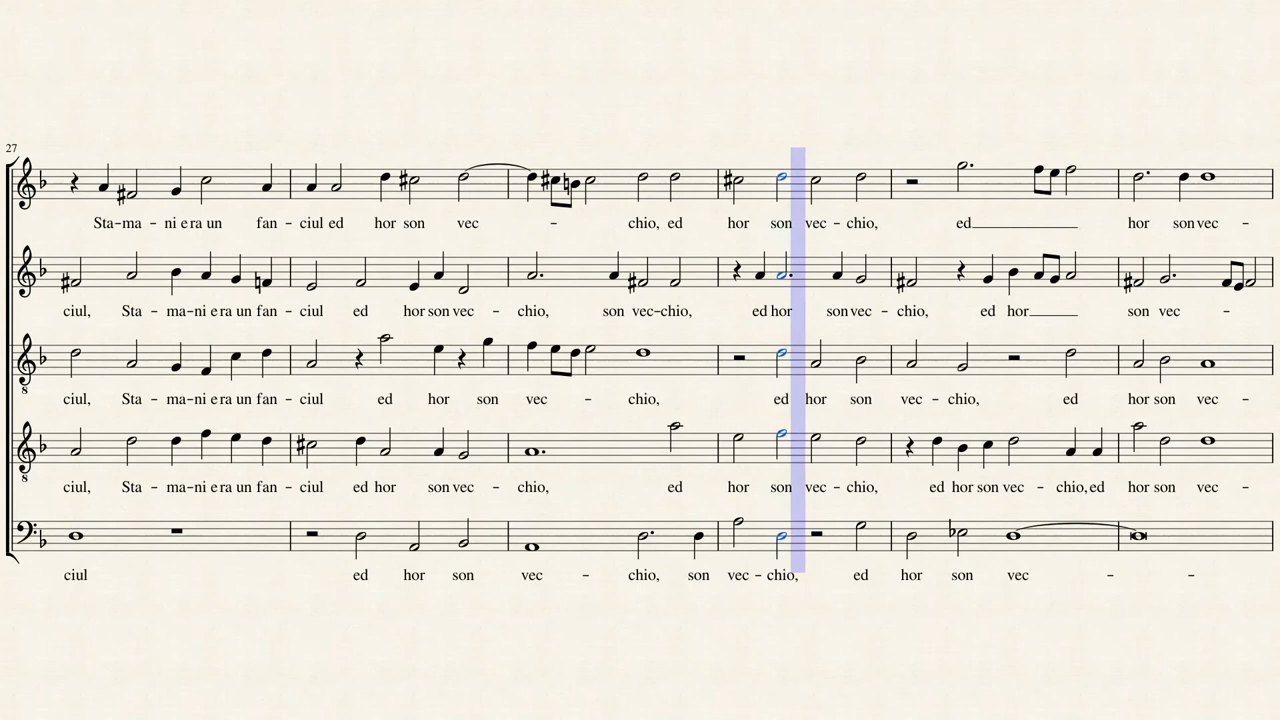 27
Sta-ma - ni e ra un fan - ciul ed hor son vec - chio, ed hor son vec - chio, ed hor son vec -
ciul, Sta - ma-ni e ra un fan - ciul ed hor son vec - chio, son vec-chio, ed hor son vec - chio, ed hor son vec -
8
ciul, Sta - ma-ni e ra un fan - ciul ed hor son vec - chio, ed hor son vec - chio, ed hor son vec -
8
ciul, Sta - ma-ni e ra un fan - ciul ed hor son vec - chio, ed hor son vec - chio, ed hor son vec - chio, ed hor son vec -
ciul ed hor son vec - chio, son vec - chio, ed hor son vec - -